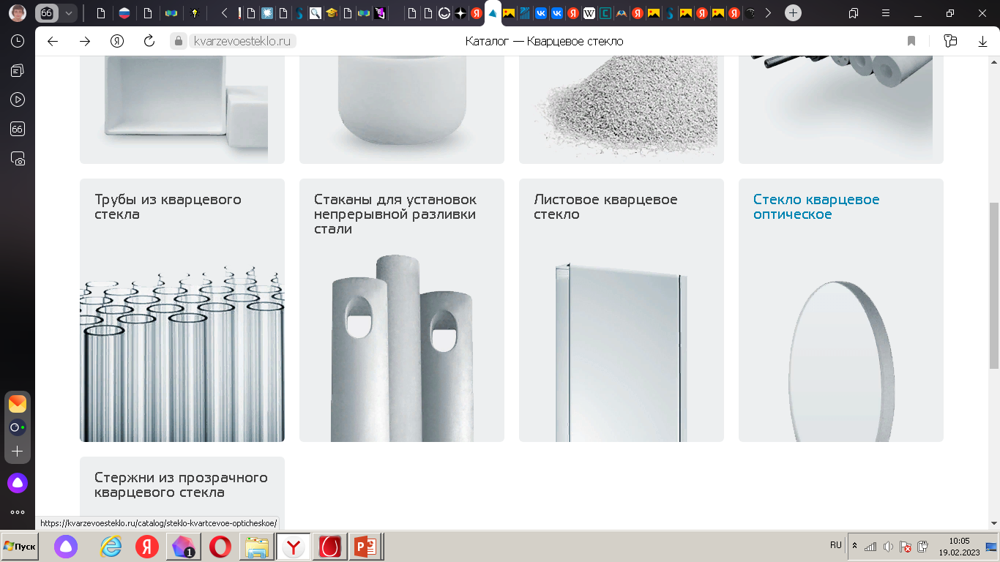 66
kvarzevoesteklo.ru
Каталог — Кварцевое стекло
66
Трубы из кварцевого
стекла
Стаканы для установок
непрерывной разливки
стали
Листовое кварцевое
стекло
Стекло кварцевое
оптическое
Стержни из прозрачного
кварцевого стекла
https://kvarzevoesteklo.ru/catalog/steklo-kvartcevoe-opticheskoe/
Пуск
1
RU
10:05
19.02.2023